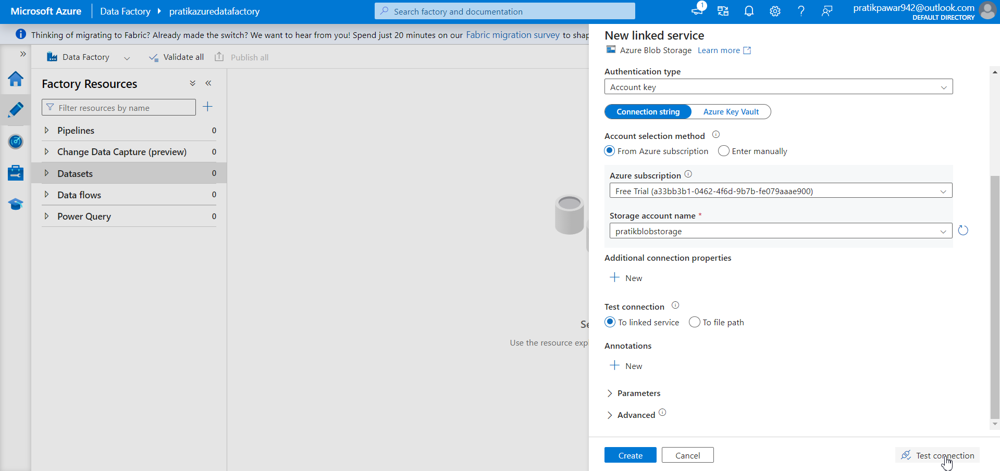 Microsoft Azure
Data Factory
pratikazuredatafactory
Search factory and documentation
1
pratikpawar942@outlook.com
DEFAULT DIRECTORY
Thinking of migrating to Fabric? Already made the switch? We want to hear from you! Spend just 20 minutes on our Fabric migration survey to shap
Data Factory
Validate all
Publish all
Factory Resources
Filter resources by name
Pipelines 0
Change Data Capture (preview) 0
Datasets 0
Data flows 0
Power Query 0
Se
Use the resource exp
New linked service
Azure Blob Storage Learn more
Authentication type
Account key
Connection string Azure Key Vault
Account selection method
From Azure subscription Enter manually
Azure subscription
Free Trial (a33bb3b1-0462-4f6d-9b7b-fe079aaae900)
Storage account name *
pratikblobstorage
Additional connection properties
New
Test connection
To linked service To file path
Annotations
New
Parameters
Advanced
Create Cancel Test connection